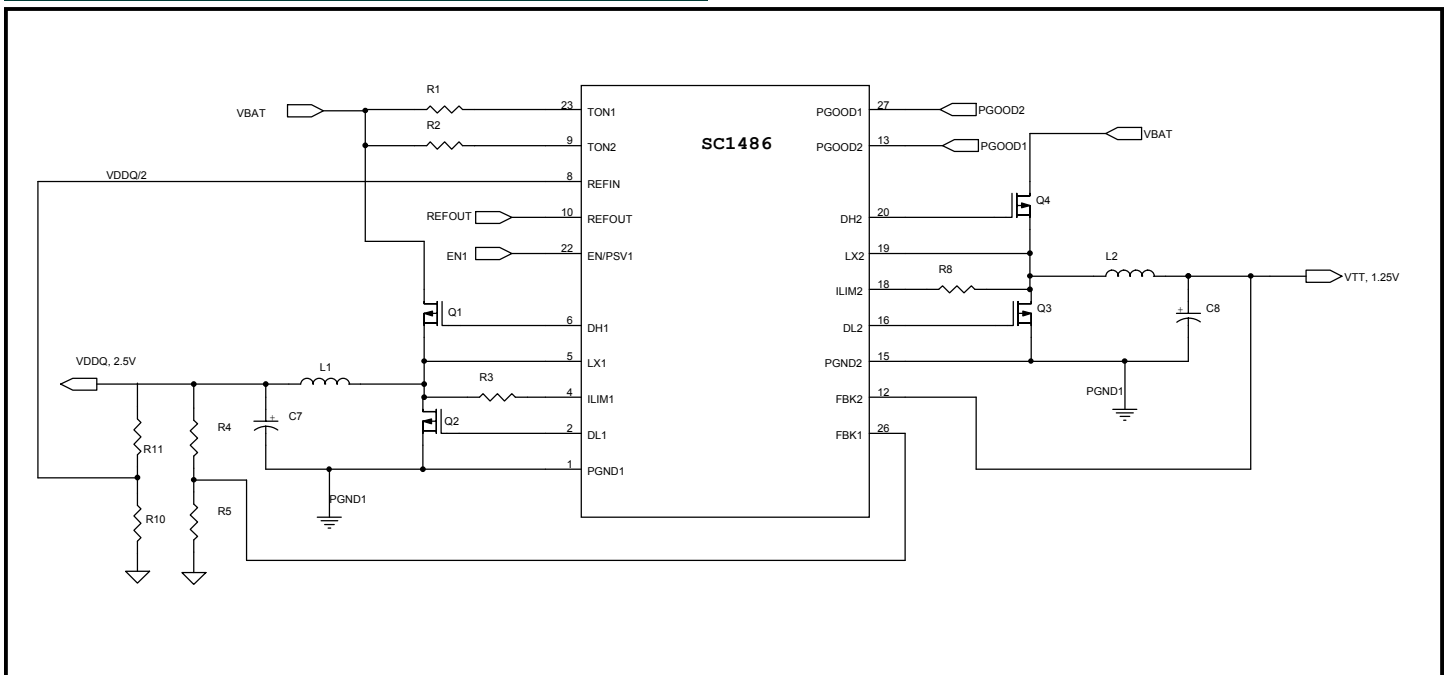 R1
VBAT
23 TON1
R2
9 TON2
VDDQ/2
8 REFIN
REFOUT
10 REFOUT
EN1
22 EN/PSV1
Q1
6 DH1
5 LX1
VDDQ, 2.5V
L1
R3
4 ILIM1
C7
+
Q2
2 DL1
1 PGND1
R4
R11
PGND1
R10
R5
SC1486
PGOOD1 27
PGOOD2
PGOOD2 13
PGOOD1
VBAT
Q4
DH2 20
LX2 19
L2
R8
ILIM2 18
VTT, 1.25V
Q3
C8
+
DL2 16
PGND2 15
PGND1
FBK2 12
FBK1 26